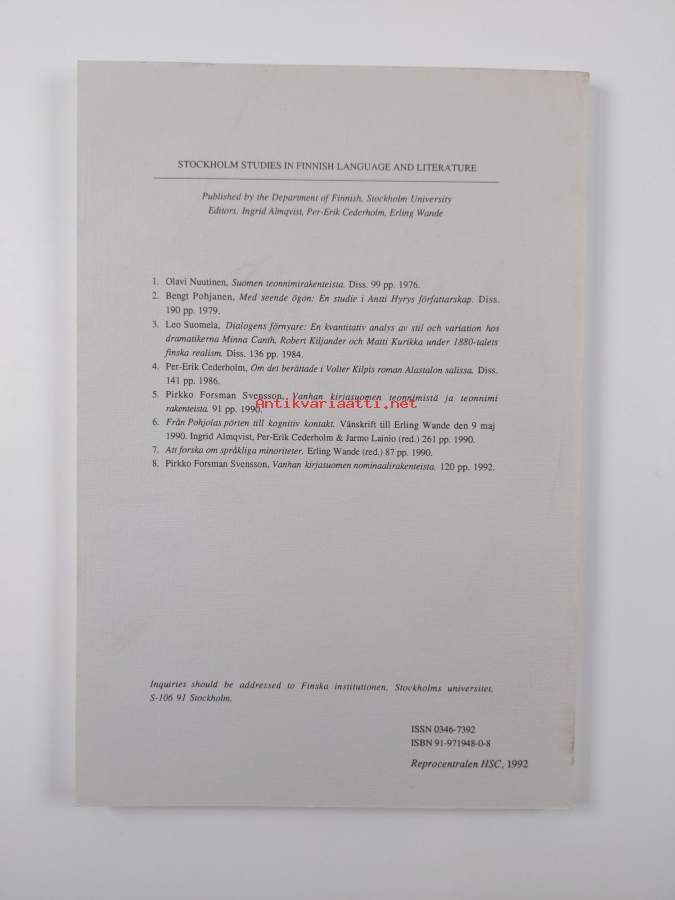 STOCKHOLM STUDIES IN FINNISH LANGUAGE AND LITERATURE
Published by the Department of Finnish, Stockholm University
Editors: Ingrid Almqvist, Per-Erik Cederholm, Erling Wande
1. Olavi Nuutinen, Suomen teonnimirakenteista. Diss. 99 pp. 1976.
2. Bengt Pohjanen, Med seende ögon: En studie i Antti Hyrys författarskap. Diss.
190 pp. 1979.
3. Leo Suomela, Dialogens förnyare: En kvantitativ analys av stil och variation hos
dramatikerna Minna Canth, Robert Kiljander och Matti Kurikka under 1880-talets
finska realism. Diss. 136 pp. 1984.
4. Per-Erik Cederholm, Om det berättade i Volter Kilpis roman Alastalon salissa. Diss.
141 pp. 1986.
5. Pirkko Forsman Svensson, Vanhan kirjasuomen teonnimistä ja teonnimi
rakenteista. 91 pp. 1990.
Antikvariaatti.net
6. Från Pohjolas pörten till kognitiv kontakt. Vänskrift till Erling Wande den 9 maj
1990. Ingrid Almqvist, Per-Erik Cederholm & Jarmo Lainio (red.) 261 pp. 1990.
7. Att forska om språkliga minoriteter. Erling Wande (red.) 87 pp. 1990.
8. Pirkko Forsman Svensson, Vanhan kirjasuomen nominaalirakenteista. 120 pp. 1992.
Inquiries should be addressed to Finska institutionen, Stockholms universitet,
S-106 91 Stockholm.
ISSN 0346-7392
ISBN 91-971948-0-8
Reprocentralen HSC, 1992